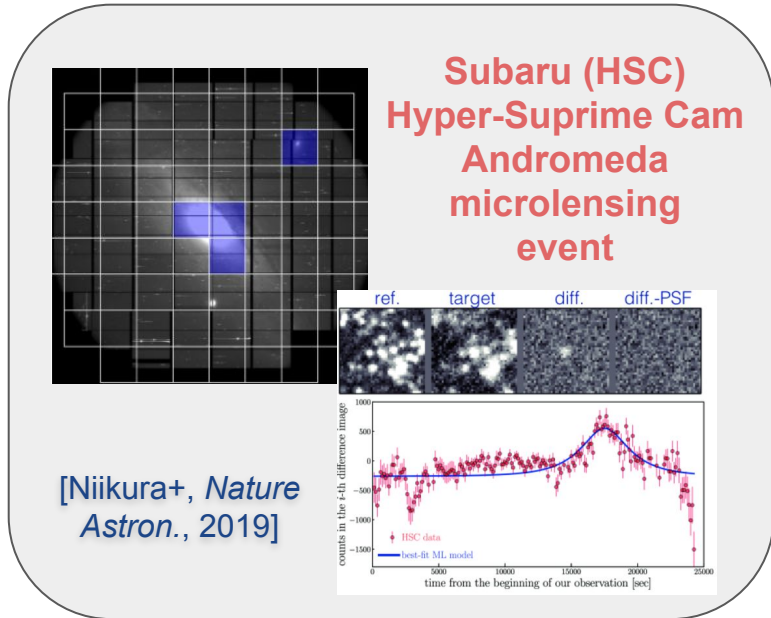 Subaru (HSC)
Hyper-Suprime Cam
Andromeda
microlensing
event
ref. target diff. diff.-PSF
counts in the i-th difference image
1000
500
0
−500
−1000
−1500
HSC data
best-fit ML model
0 5000 10000 15000 20000 25000
time from the beginning of our observation [sec]
[Niikura+, Nature
Astron., 2019]